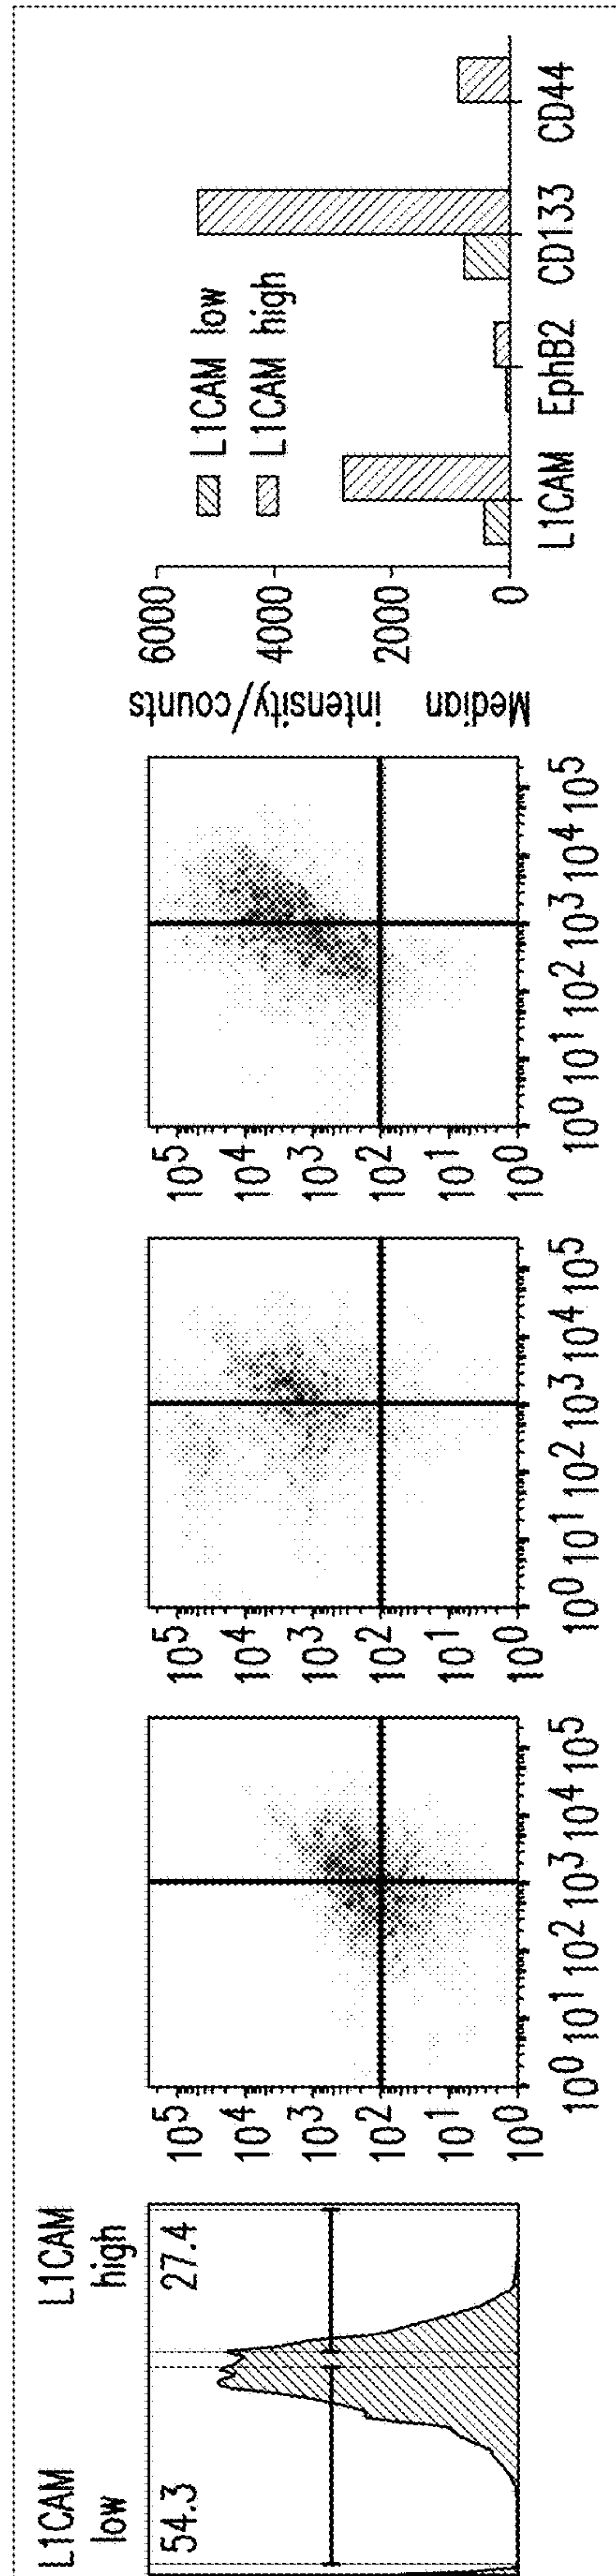 L1CAM low
L1CAM high
54.3
27.4
10^5
10^4
10^3
10^2
10^1
10^0
10^0 10^1 10^2 10^3 10^4 10^5
10^5
10^4
10^3
10^2
10^1
10^0
10^0 10^1 10^2 10^3 10^4 10^5
10^5
10^4
10^3
10^2
10^1
10^0
10^0 10^1 10^2 10^3 10^4 10^5
Median intensity/counts
6000
4000
2000
0
L1CAM low
L1CAM high
L1CAM EphB2 CD133 CD44